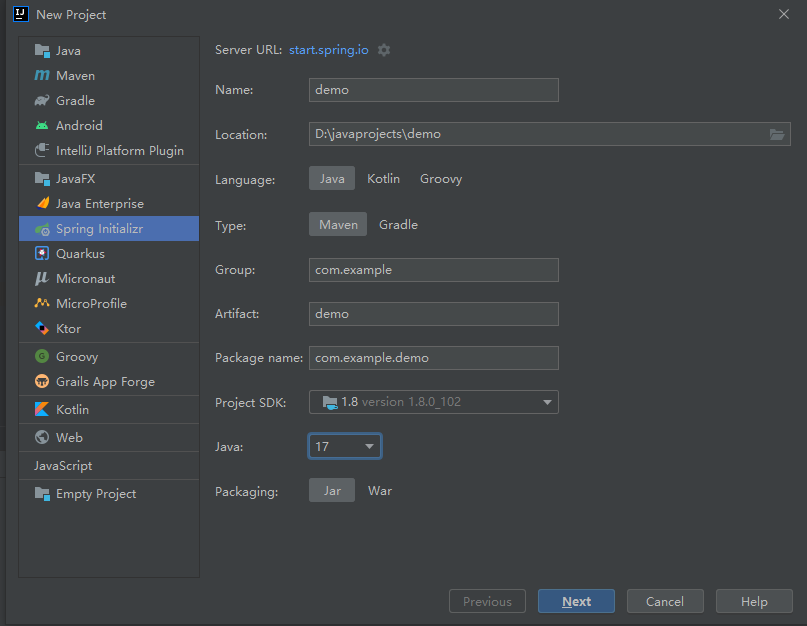 New Project
Java
Maven
Gradle
Android
IntelliJ Platform Plugin
JavaFX
Java Enterprise
Spring Initializr
Quarkus
Micronaut
MicroProfile
Ktor
Groovy
Grails App Forge
Kotlin
Web
JavaScript
Empty Project
Server URL: start.spring.io
Name: demo
Location: D:\javaprojects\demo
Language: Java Kotlin Groovy
Type: Maven Gradle
Group: com.example
Artifact: demo
Package name: com.example.demo
Project SDK: 1.8 version 1.8.0_102
Java: 17
Packaging: Jar War
Previous Next Cancel Help